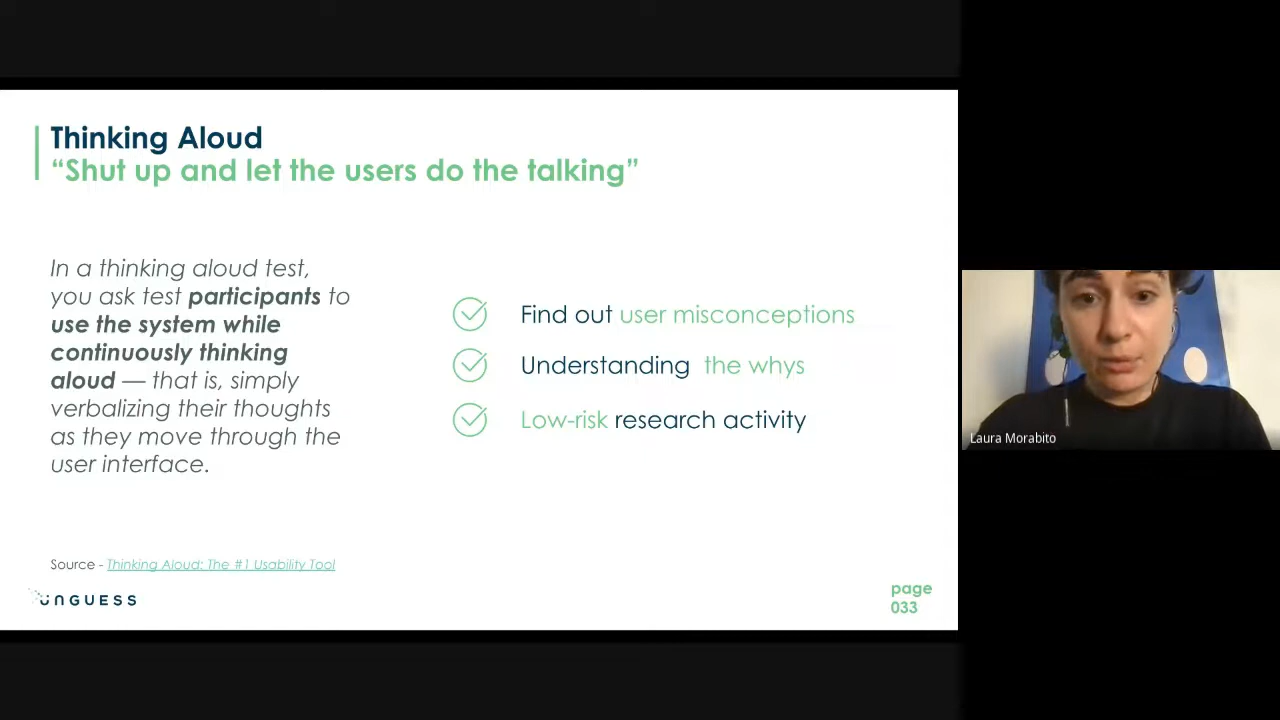 Thinking Aloud
“Shut up and let the users do the talking”
In a thinking aloud test,
you ask test participants to
use the system while
continuously thinking
aloud — that is, simply
verbalizing their thoughts
as they move through the
user interface.
Find out user misconceptions
Understanding the whys
Low-risk research activity
Source - Thinking Aloud: The #1 Usability Tool
UNGUESS
page
033
Laura Morabito